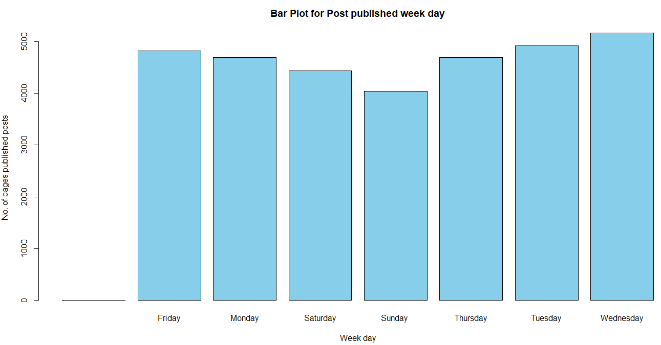 Bar Plot for Post published week day
No. of pages published posts
5000
4000
3000
2000
1000
0
Friday Monday Saturday Sunday Thursday Tuesday Wednesday
Week day